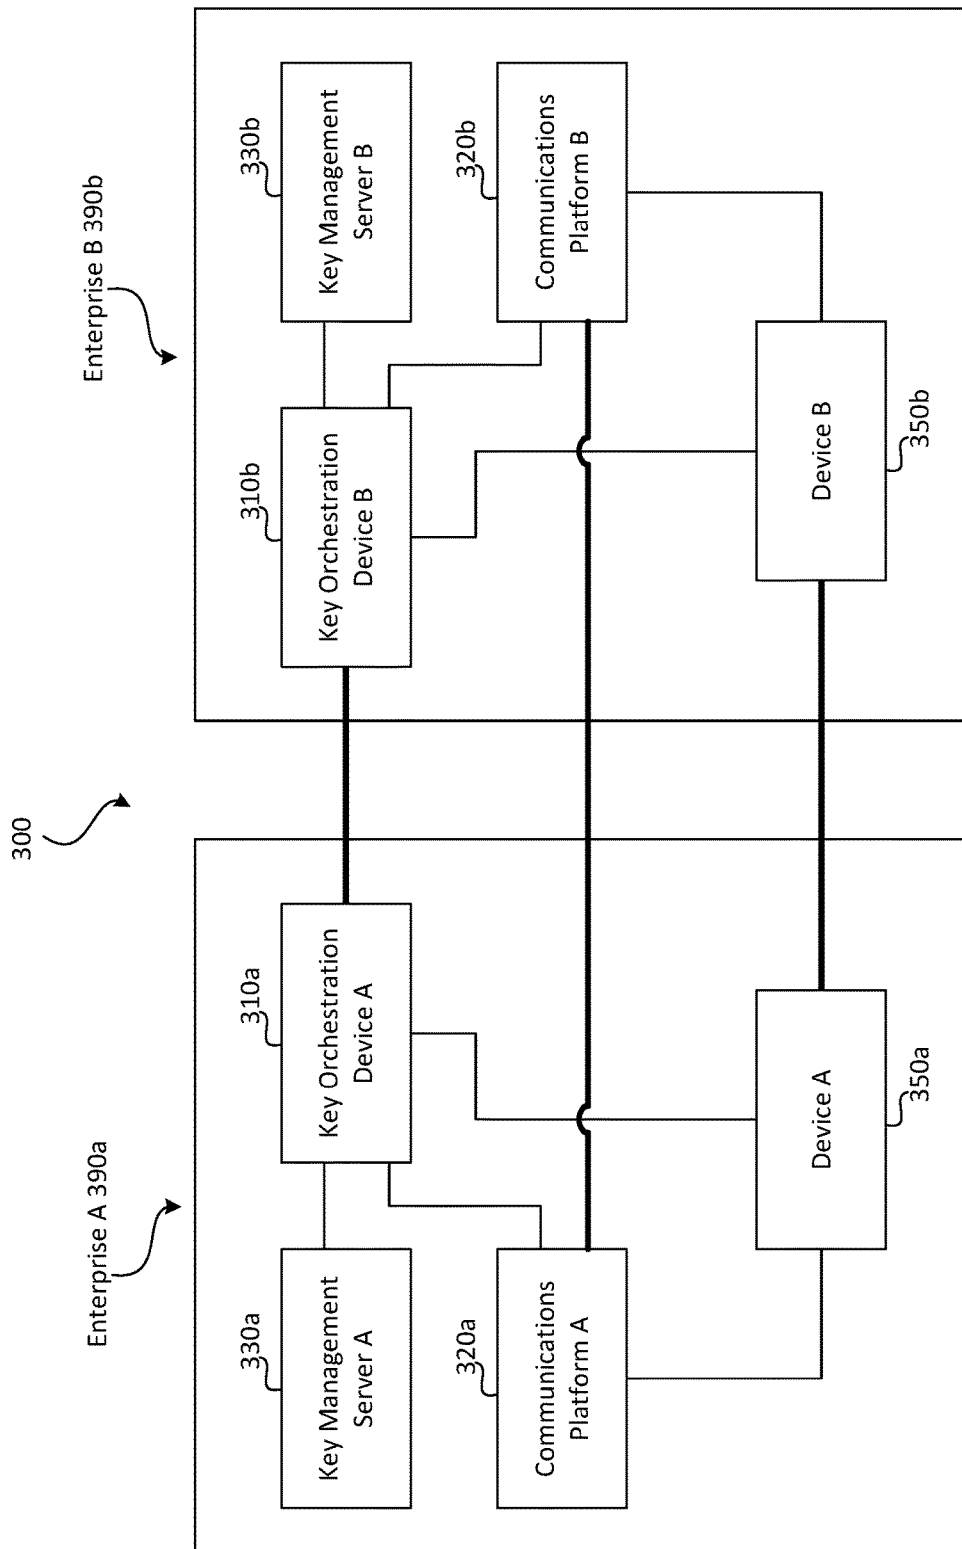 300
Enterprise A 390a
Enterprise B 390b
330a
310a
310b
330b
Key Management
Server A
Key Orchestration
Device A
Key Orchestration
Device B
Key Management
Server B
320a
320b
Communications
Platform A
Communications
Platform B
Device A
Device B
350a
350b